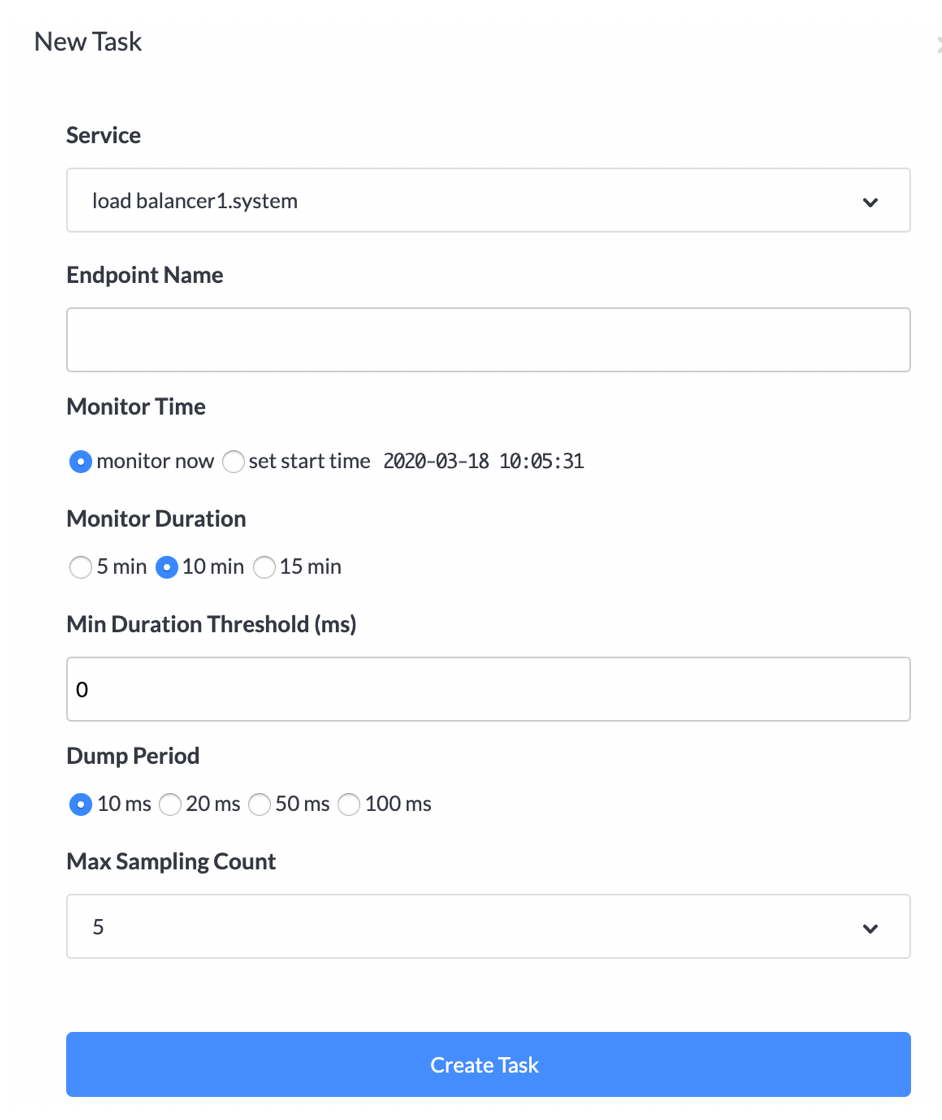 New Task
Service
load balancer1.system
Endpoint Name
Monitor Time
monitor now set start time 2020-03-18 10:05:31
Monitor Duration
5 min 10 min 15 min
Min Duration Threshold (ms)
0
Dump Period
10 ms 20 ms 50 ms 100 ms
Max Sampling Count
5
Create Task